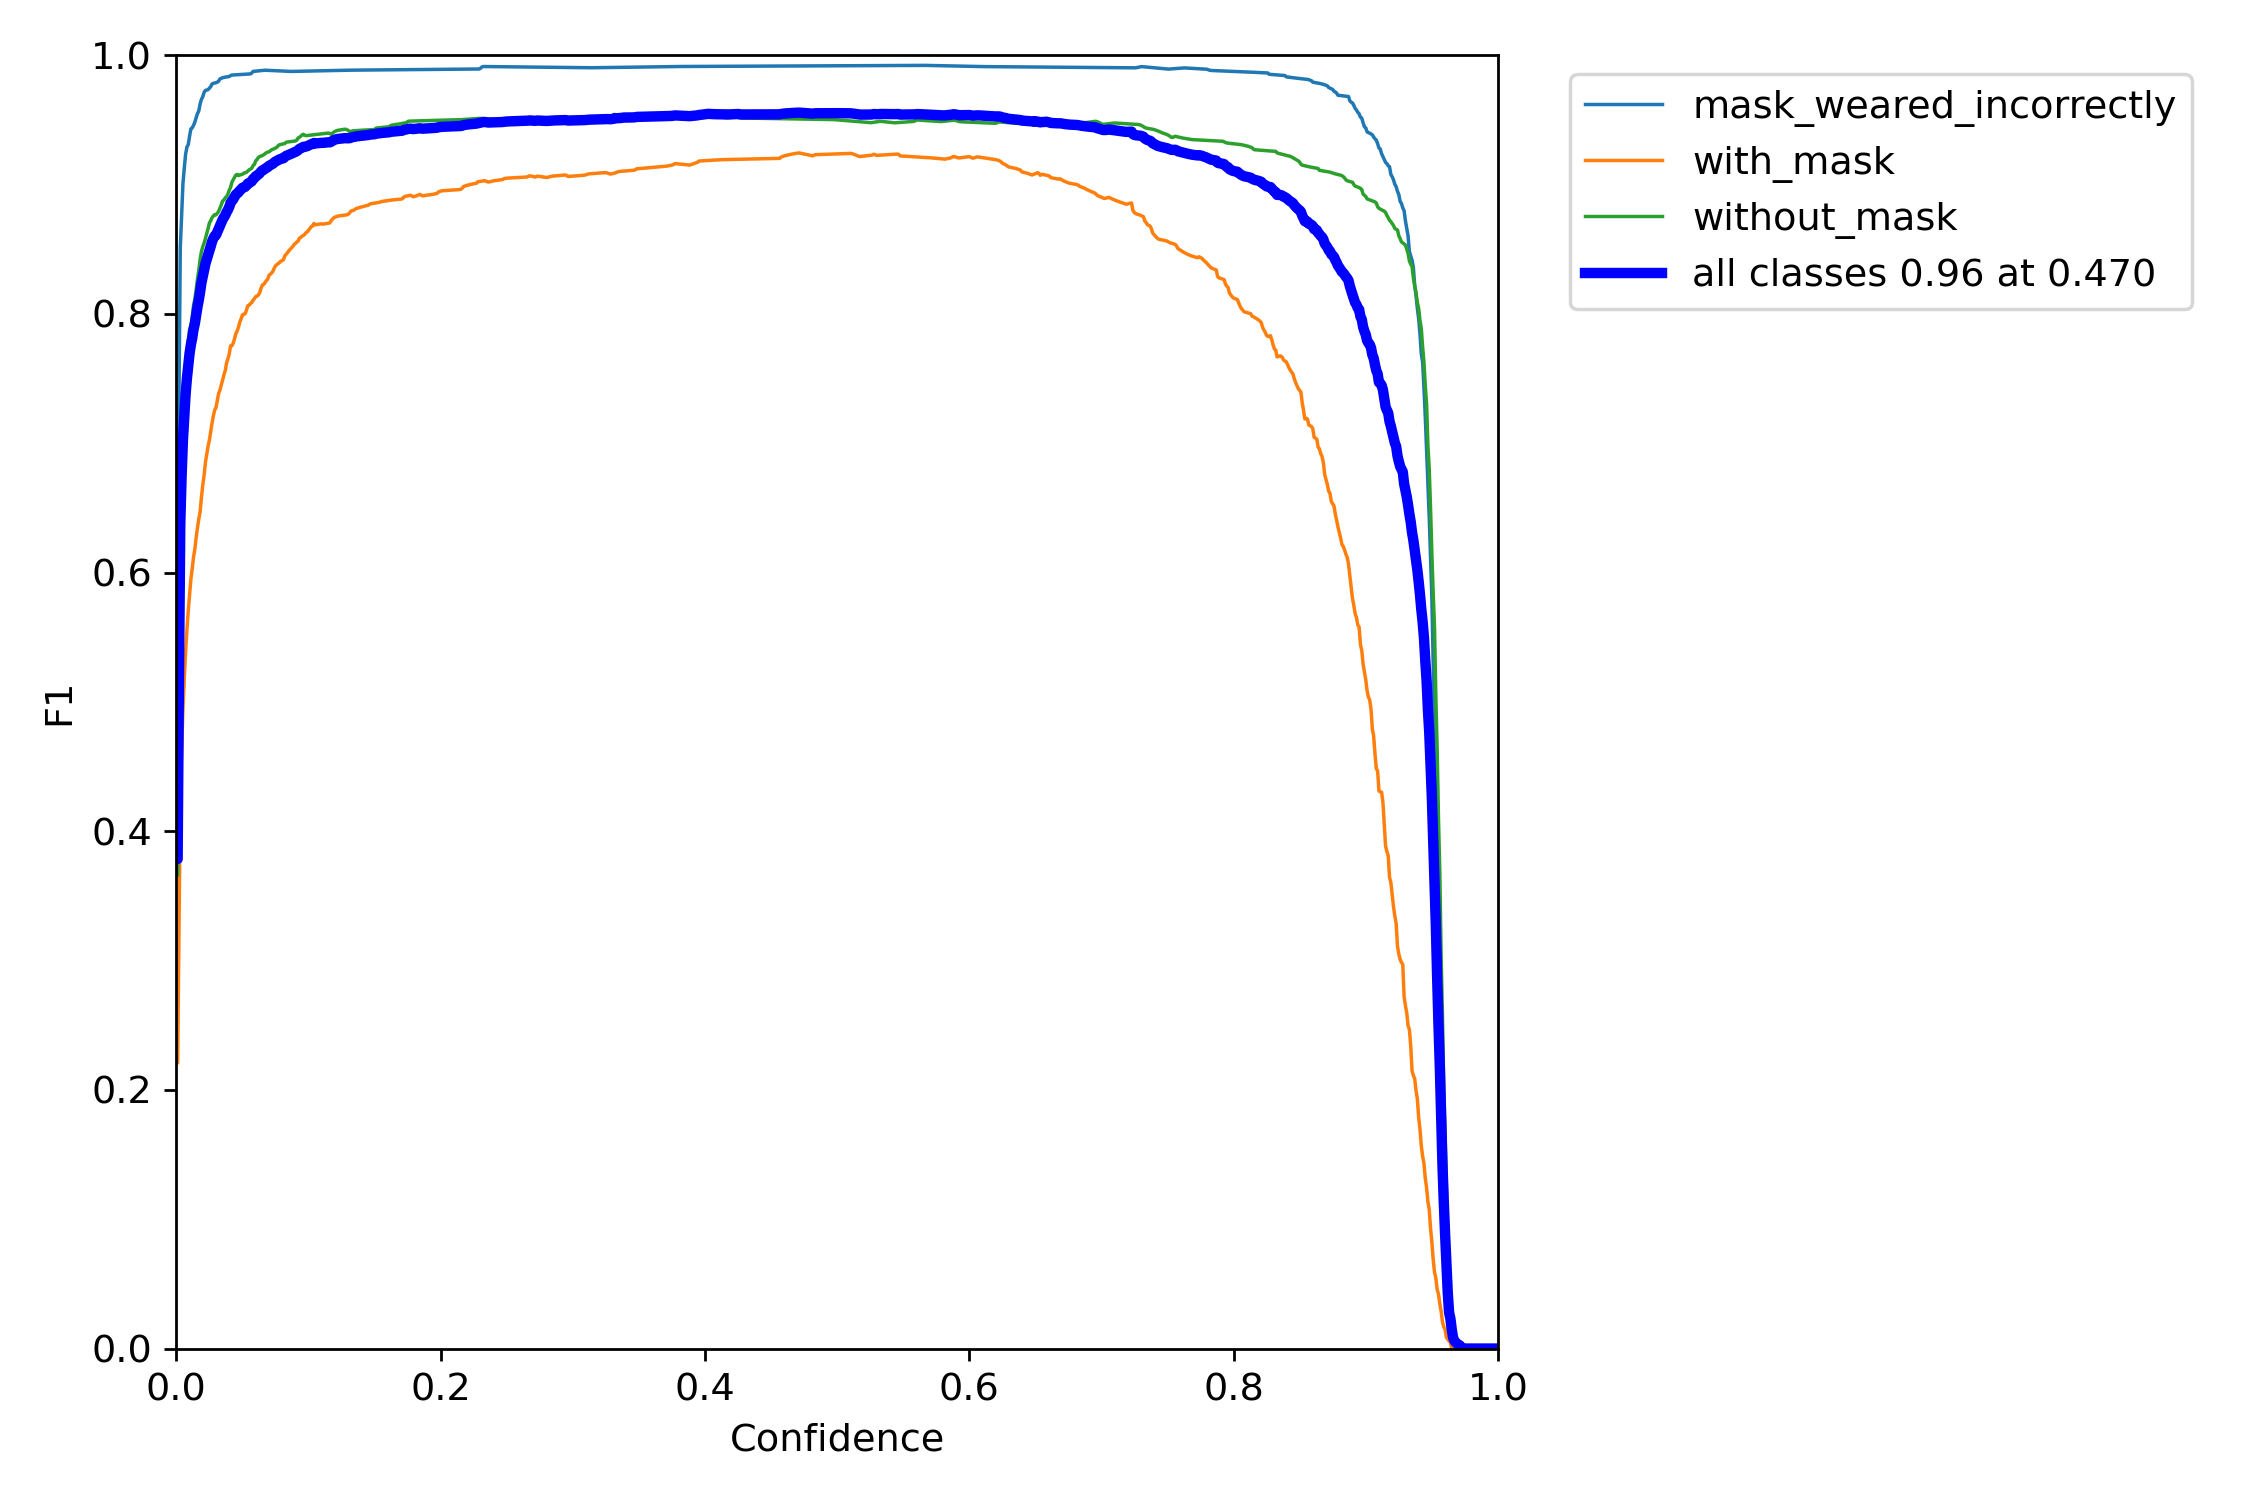 mask_weared_incorrectly
with_mask
without_mask
all classes 0.96 at 0.470
1.0
0.8
0.6
0.4
0.2
0.0
F1
0.0 0.2 0.4 0.6 0.8 1.0
Confidence